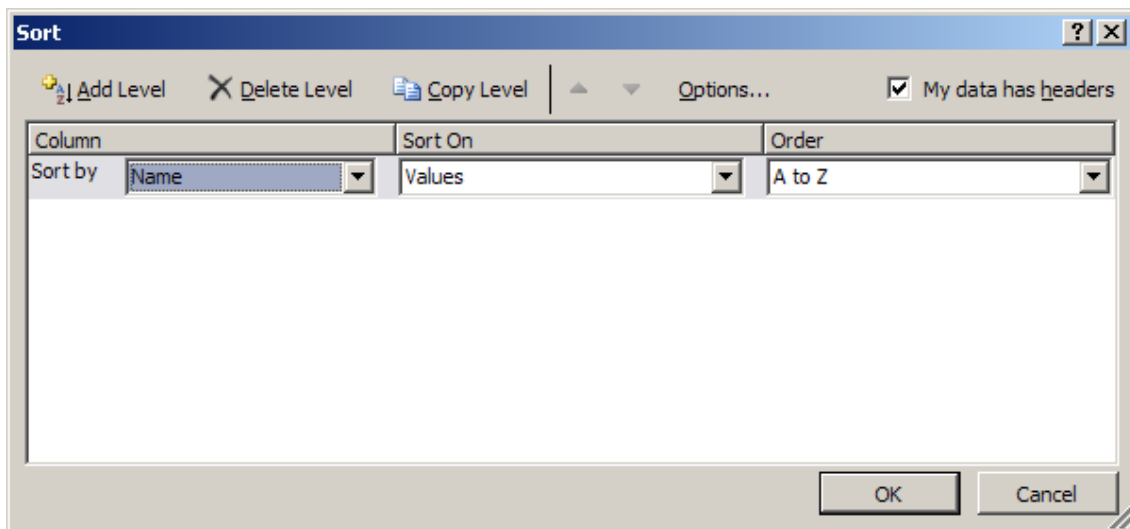 Sort
Add Level Delete Level Copy Level Options... My data has headers
Column Sort On Order
Sort by Name Values A to Z
OK Cancel